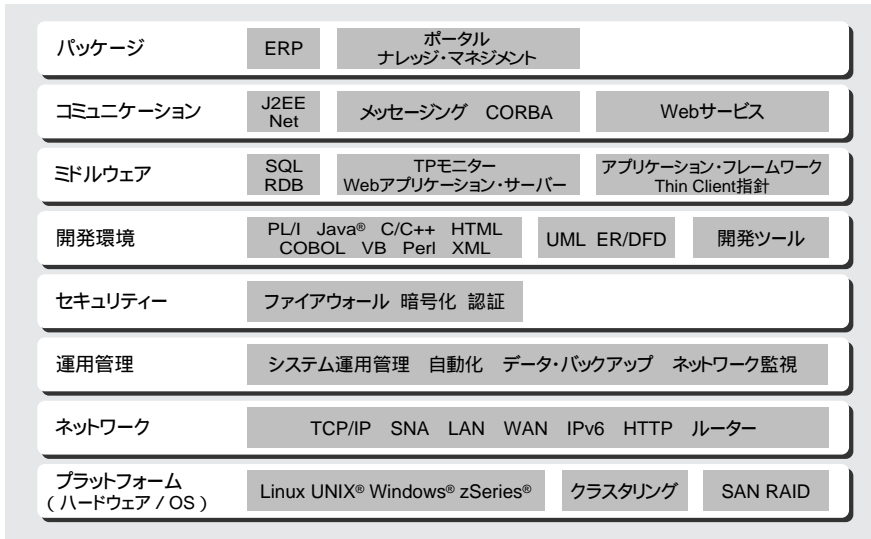 パッケージ
ERP
ポータル
ナレッジ・マネジメント
コミュニケーション
J2EE
Net
メッセージング CORBA
Webサービス
ミドルウェア
SQL
RDB
TPモニター
Webアプリケーション・サーバー
アプリケーション・フレームワーク
Thin Client指針
開発環境
PL/I Java® C/C++ HTML
COBOL VB Perl XML
UML ER/DFD
開発ツール
セキュリティー
ファイアウォール 暗号化 認証
運用管理
システム運用管理 自動化 データ・バックアップ ネットワーク監視
ネットワーク
TCP/IP SNA LAN WAN IPv6 HTTP ルーター
プラットフォーム
(ハードウェア / OS)
Linux UNIX® Windows® zSeries®
クラスタリング
SAN RAID